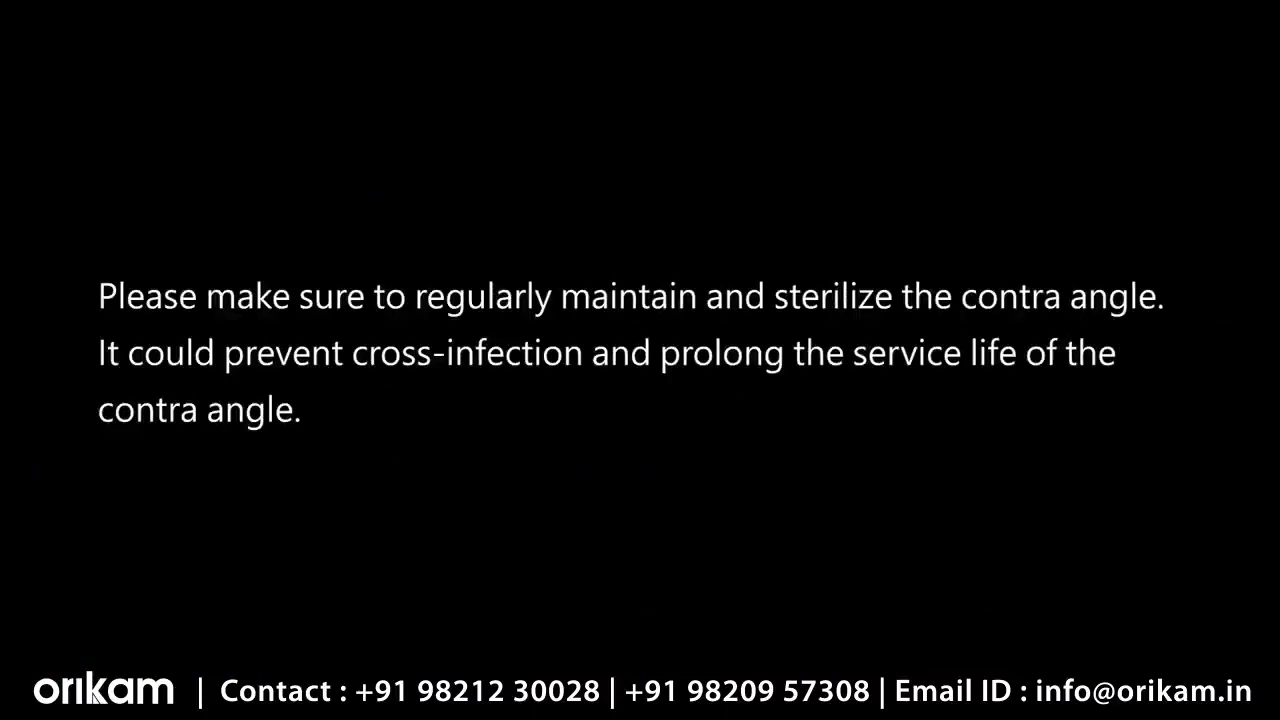 Please make sure to regularly maintain and sterilize the contra angle.
It could prevent cross-infection and prolong the service life of the
contra angle.
orikam | Contact : +91 98212 30028 | +91 98209 57308 | Email ID : info@orikam.in